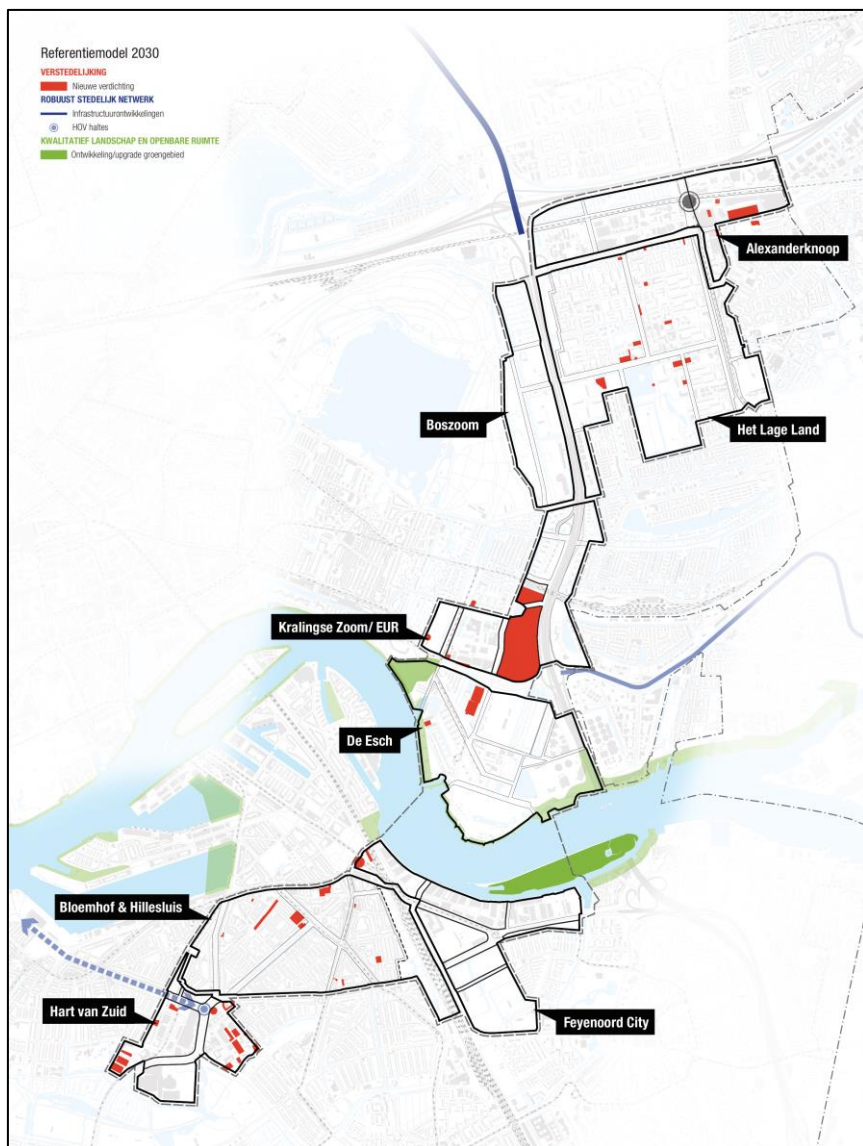 Referentiemodel 2030
VERSTEDELIJKING
Nieuwe verdichting
ROBUUST STEDELIJK NETWERK
Infrastructuurontwikkelingen
HOV haltes
KWALITATIEF LANDSCHAP EN OPENBARE RUIMTE
Ontwikkeling/upgrade groengebied
Alexanderknoop
Boszoom
Het Lage Land
Kralingse Zoom/ EUR
De Esch
Bloemhof & Hillesluis
Hart van Zuid
Feyenoord City